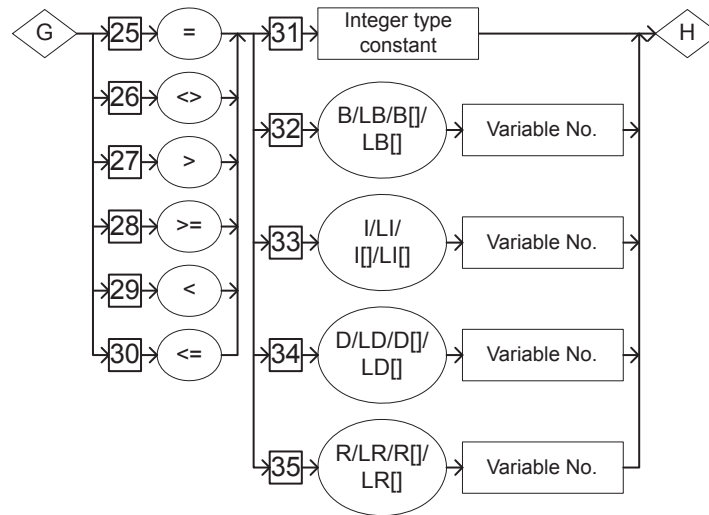 G 25 = 31 Integer type constant H
26 <>
32 B/LB/B[]/
LB[] Variable No.
27 >
28 >=
33 I/LI/
I[]/LI[] Variable No.
29 <
30 <=
34 D/LD/D[]/
LD[] Variable No.
35 R/LR/R[]/
LR[] Variable No.